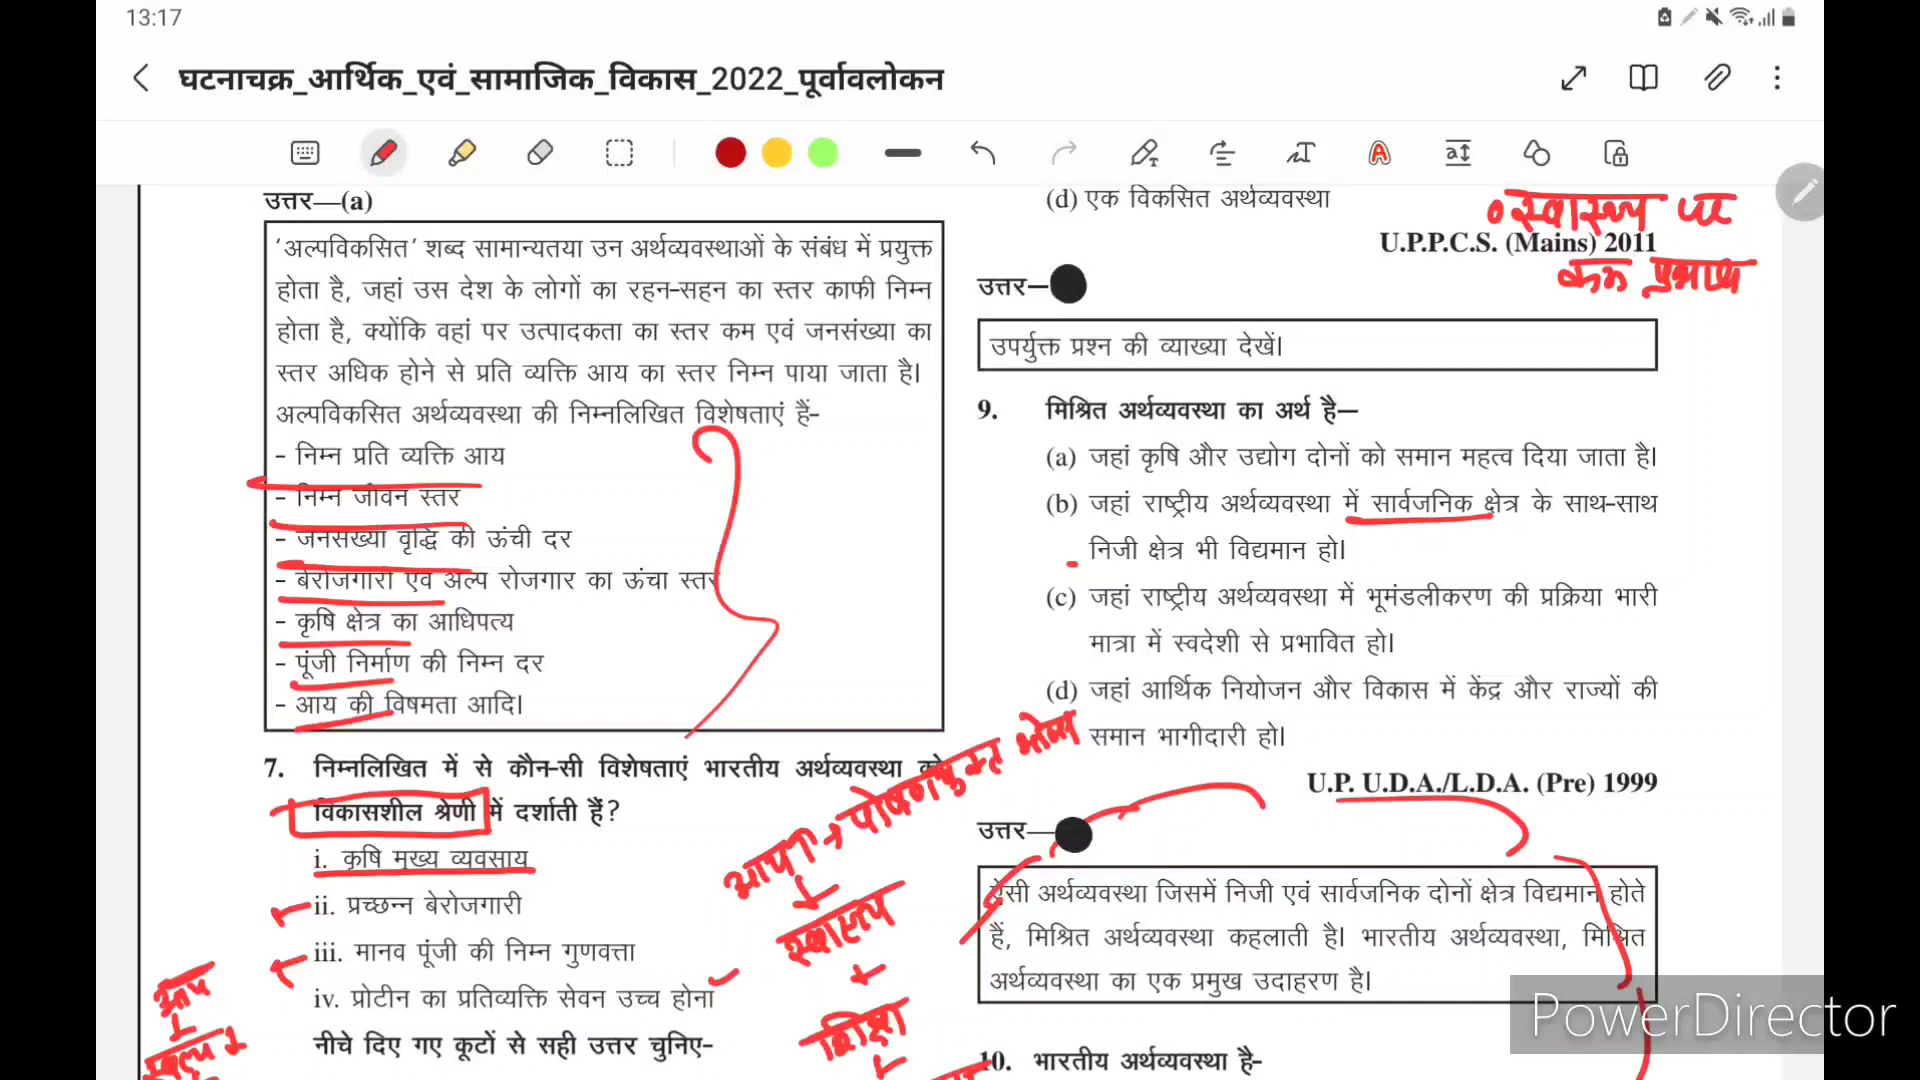 13:17
घटनाचक्र_आर्थिक_एवं_सामाजिक_विकास_2022_पूर्वावलोकन
उत्तर—(a)
'अल्पविकसित' शब्द सामान्यतया उन अर्थव्यवस्थाओं के संबंध में प्रयुक्त
होता है, जहां उस देश के लोगों का रहन-सहन का स्तर काफी निम्न
होता है, क्योंकि वहां पर उत्पादकता का स्तर कम एवं जनसंख्या का
स्तर अधिक होने से प्रति व्यक्ति आय का स्तर निम्न पाया जाता है।
अल्पविकसित अर्थव्यवस्था की निम्नलिखित विशेषताएं हैं-
- निम्न प्रति व्यक्ति आय
- निम्न जीवन स्तर
- जनसंख्या वृद्धि की ऊंची दर
- बेरोजगारी एवं अल्प रोजगार का ऊंचा स्तर
- कृषि क्षेत्र का आधिपत्य
- पूंजी निर्माण की निम्न दर
- आय की विषमता आदि।
7. निम्नलिखित में से कौन-सी विशेषताएं भारतीय अर्थव्यवस्था को
विकासशील श्रेणी में दर्शाती हैं?
i. कृषि मुख्य व्यवसाय
ii. प्रच्छन्न बेरोजगारी
iii. मानव पूंजी की निम्न गुणवत्ता
iv. प्रोटीन का प्रतिव्यक्ति सेवन उच्च होना
नीचे दिए गए कूटों से सही उत्तर चुनिए-
आय
स्वास्थ्य
+
शिक्षा
पोषणयुक्त भोजन
(d) एक विकसित अर्थव्यवस्था
स्वास्थ्य पर
U.P.P.C.S. (Mains) 2011
कम प्रभाव
उत्तर—
उपर्युक्त प्रश्न की व्याख्या देखें।
9. मिश्रित अर्थव्यवस्था का अर्थ है—
(a) जहां कृषि और उद्योग दोनों को समान महत्व दिया जाता है।
(b) जहां राष्ट्रीय अर्थव्यवस्था में सार्वजनिक क्षेत्र के साथ-साथ
निजी क्षेत्र भी विद्यमान हो।
(c) जहां राष्ट्रीय अर्थव्यवस्था में भूमंडलीकरण की प्रक्रिया भारी
मात्रा में स्वदेशी से प्रभावित हो।
(d) जहां आर्थिक नियोजन और विकास में केंद्र और राज्यों की
समान भागीदारी हो।
U.P. U.D.A./L.D.A. (Pre) 1999
उत्तर—
ऐसी अर्थव्यवस्था जिसमें निजी एवं सार्वजनिक दोनों क्षेत्र विद्यमान होते
हैं, मिश्रित अर्थव्यवस्था कहलाती है। भारतीय अर्थव्यवस्था, मिश्रित
अर्थव्यवस्था का एक प्रमुख उदाहरण है।
10. भारतीय अर्थव्यवस्था है-
PowerDirector